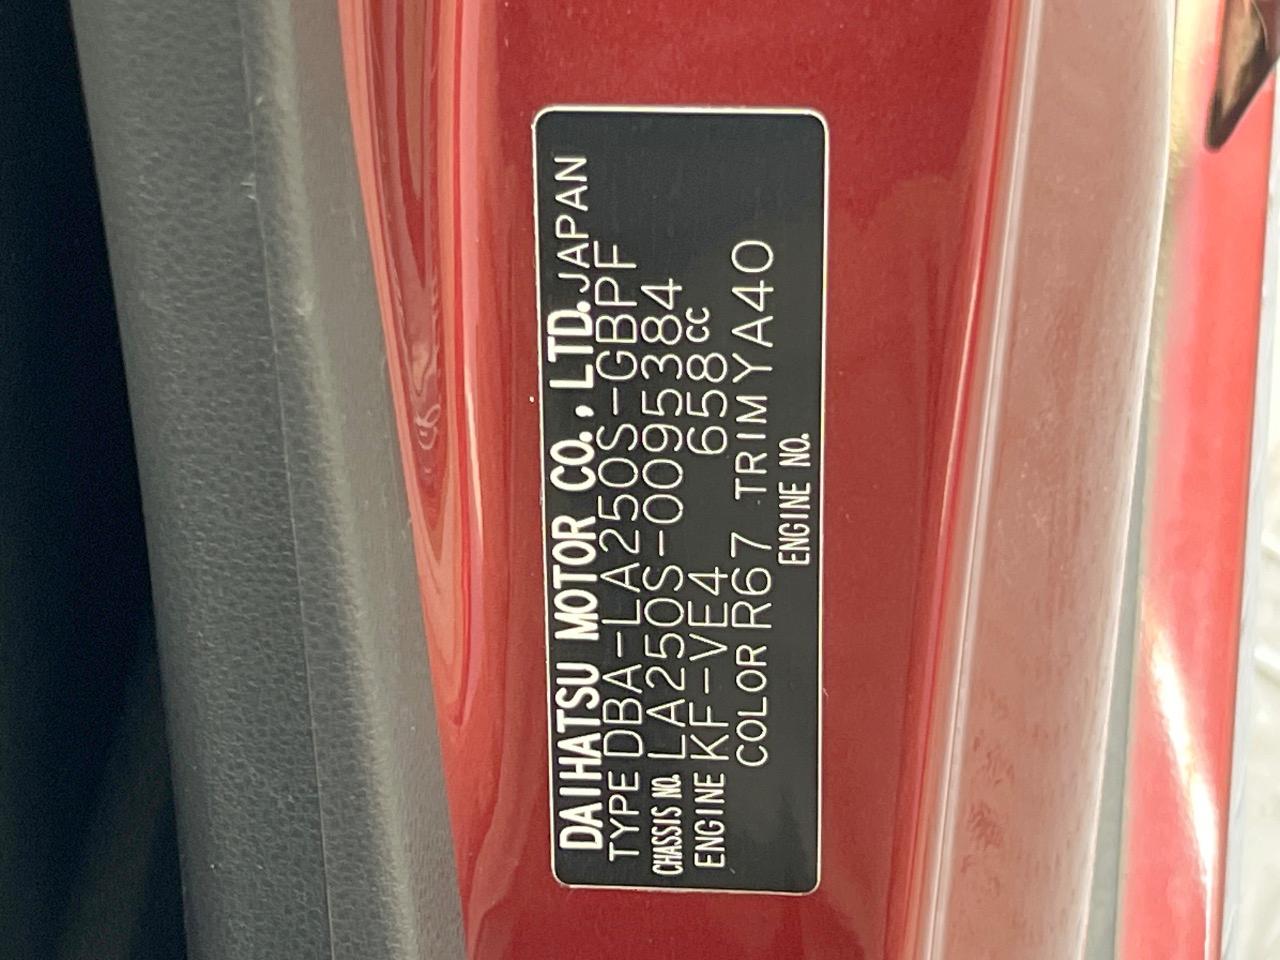 DAIHATSU MOTOR CO., LTD. JAPAN
TYPE DBA-LA250S-GBPF
CHASSIS NO. LA250S-0095384
ENGINE KF-VE4 658CC
COLOR R67 TRIM YA40
ENGINE NO.